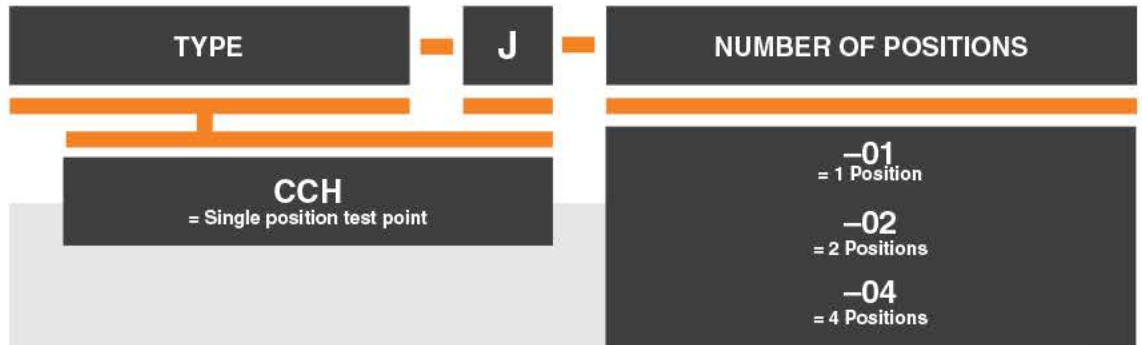 TYPE – J – NUMBER OF POSITIONS
CCH
= Single position test point
–01
= 1 Position
–02
= 2 Positions
–04
= 4 Positions